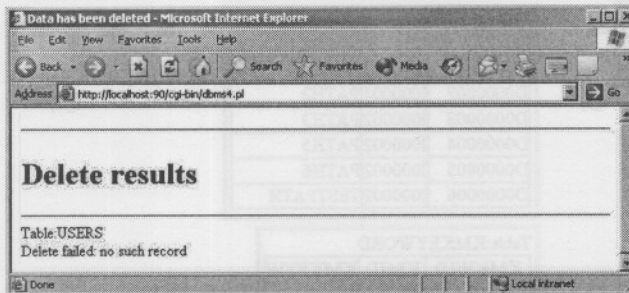 Data has been deleted - Microsoft Internet Explorer
File Edit View Favorites Tools Help
Back Search Favorites Media
Address http://localhost:90/cgi-bin/dbms4.pl Go
Delete results
Table:USERS
Delete failed: no such record
Done Local intranet